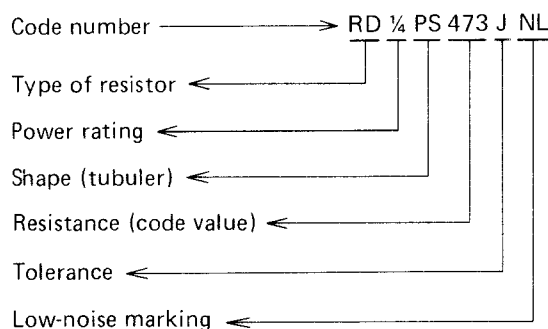 Code number RD ¼ PS 473 J NL
Type of resistor
Power rating
Shape (tubuler)
Resistance (code value)
Tolerance
Low-noise marking